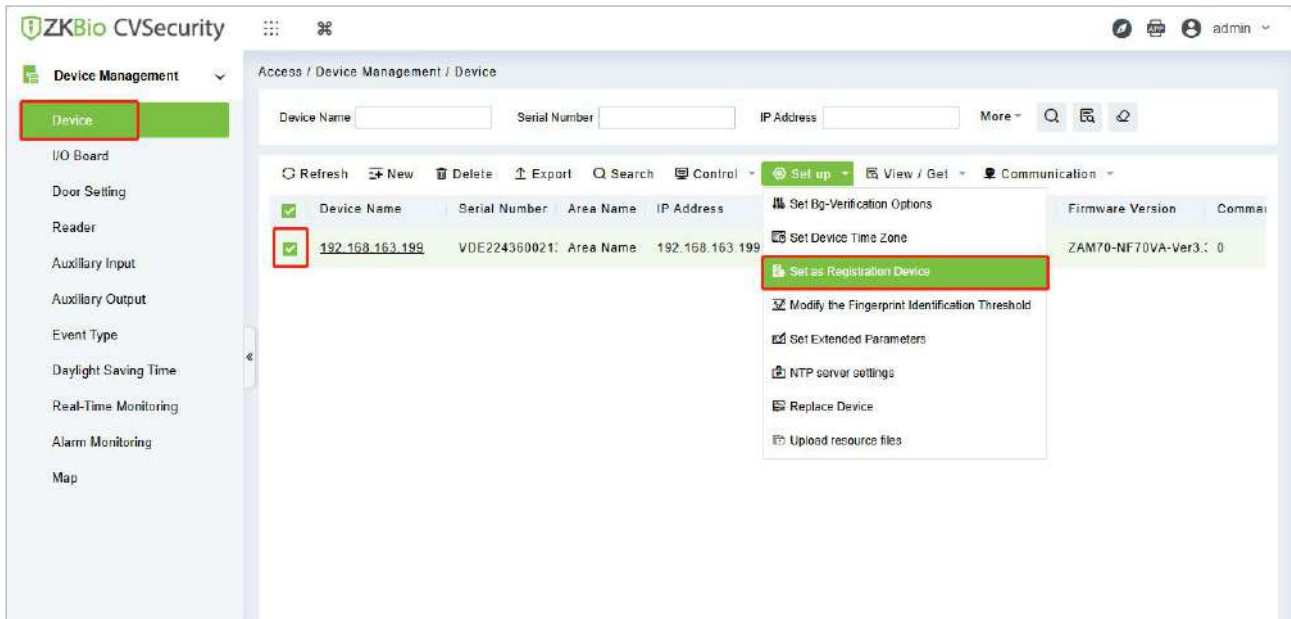 ZKBio CVSecurity admin
Device Management
Access / Device Management / Device
Device
Device Name Serial Number IP Address More
I/O Board
Refresh New Delete Export Search Control Set up View / Get Communication
Door Setting
Device Name Serial Number Area Name IP Address Set Bg-Verification Options Firmware Version Comma
Reader
192.168.163.199 VDE224360021 Area Name 192.168.163.199 Set Device Time Zone ZAM70-NF70VA-Ver3. 0
Auxiliary Input
Set as Registration Device
Auxiliary Output
Modify the Fingerprint Identification Threshold
Event Type
Set Extended Parameters
Daylight Saving Time
NTP server settings
Real-Time Monitoring
Replace Device
Alarm Monitoring
Upload resource files
Map